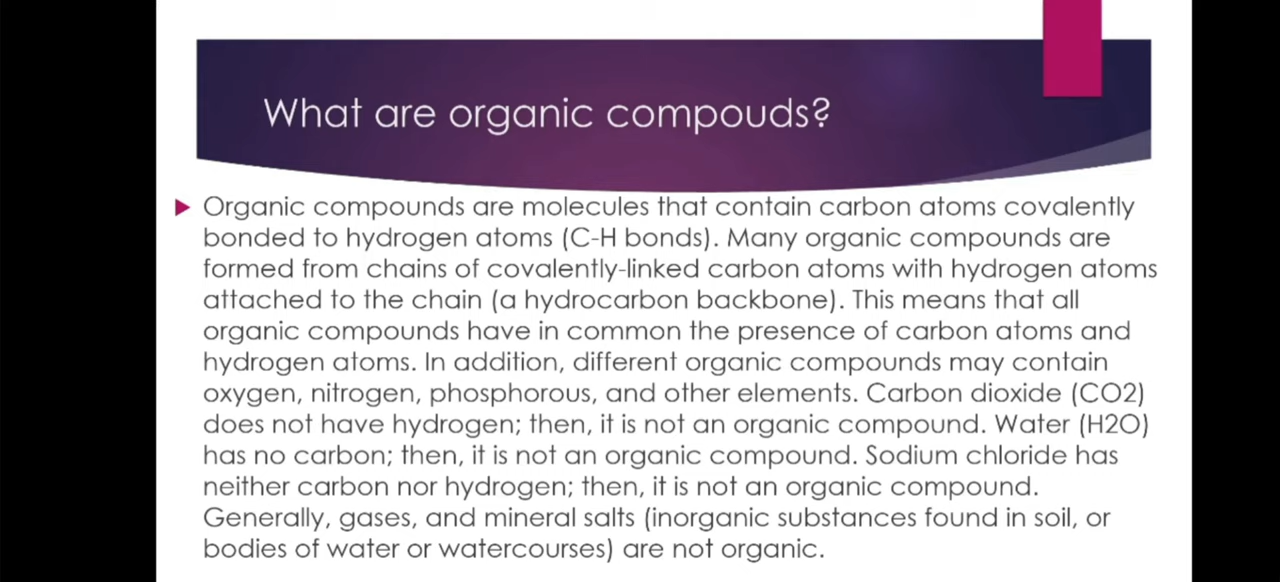 What are organic compouds?
Organic compounds are molecules that contain carbon atoms covalently
bonded to hydrogen atoms (C-H bonds). Many organic compounds are
formed from chains of covalently-linked carbon atoms with hydrogen atoms
attached to the chain (a hydrocarbon backbone). This means that all
organic compounds have in common the presence of carbon atoms and
hydrogen atoms. In addition, different organic compounds may contain
oxygen, nitrogen, phosphorous, and other elements. Carbon dioxide (CO2)
does not have hydrogen; then, it is not an organic compound. Water (H2O)
has no carbon; then, it is not an organic compound. Sodium chloride has
neither carbon nor hydrogen; then, it is not an organic compound.
Generally, gases, and mineral salts (inorganic substances found in soil, or
bodies of water or watercourses) are not organic.